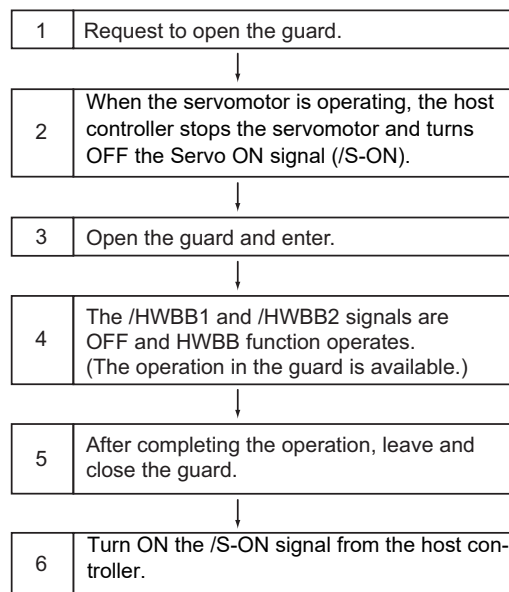 1 Request to open the guard.
When the servomotor is operating, the host
2 controller stops the servomotor and turns
OFF the Servo ON signal (/S-ON).
3 Open the guard and enter.
The /HWBB1 and /HWBB2 signals are
4 OFF and HWBB function operates.
(The operation in the guard is available.)
5 After completing the operation, leave and
close the guard.
6 Turn ON the /S-ON signal from the host con-
troller.